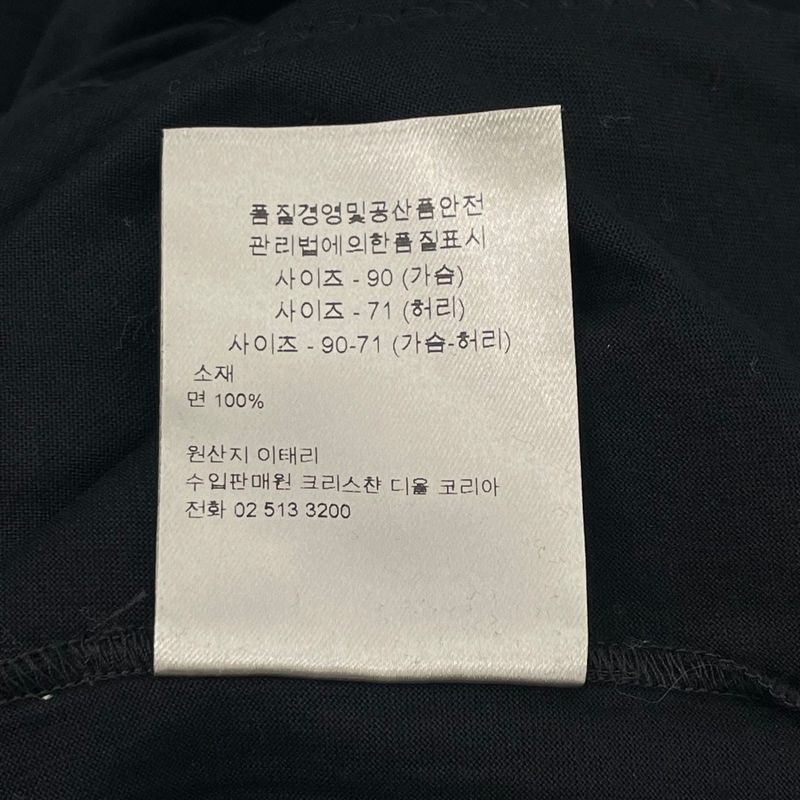 품질경영및공산품안전
관리법에의한품질표시
사이즈 - 90 (가슴)
사이즈 - 71 (허리)
사이즈 - 90-71 (가슴-허리)
소재
면 100%
원산지 이태리
수입판매원 크리스챤 디올 코리아
전화 02 513 3200